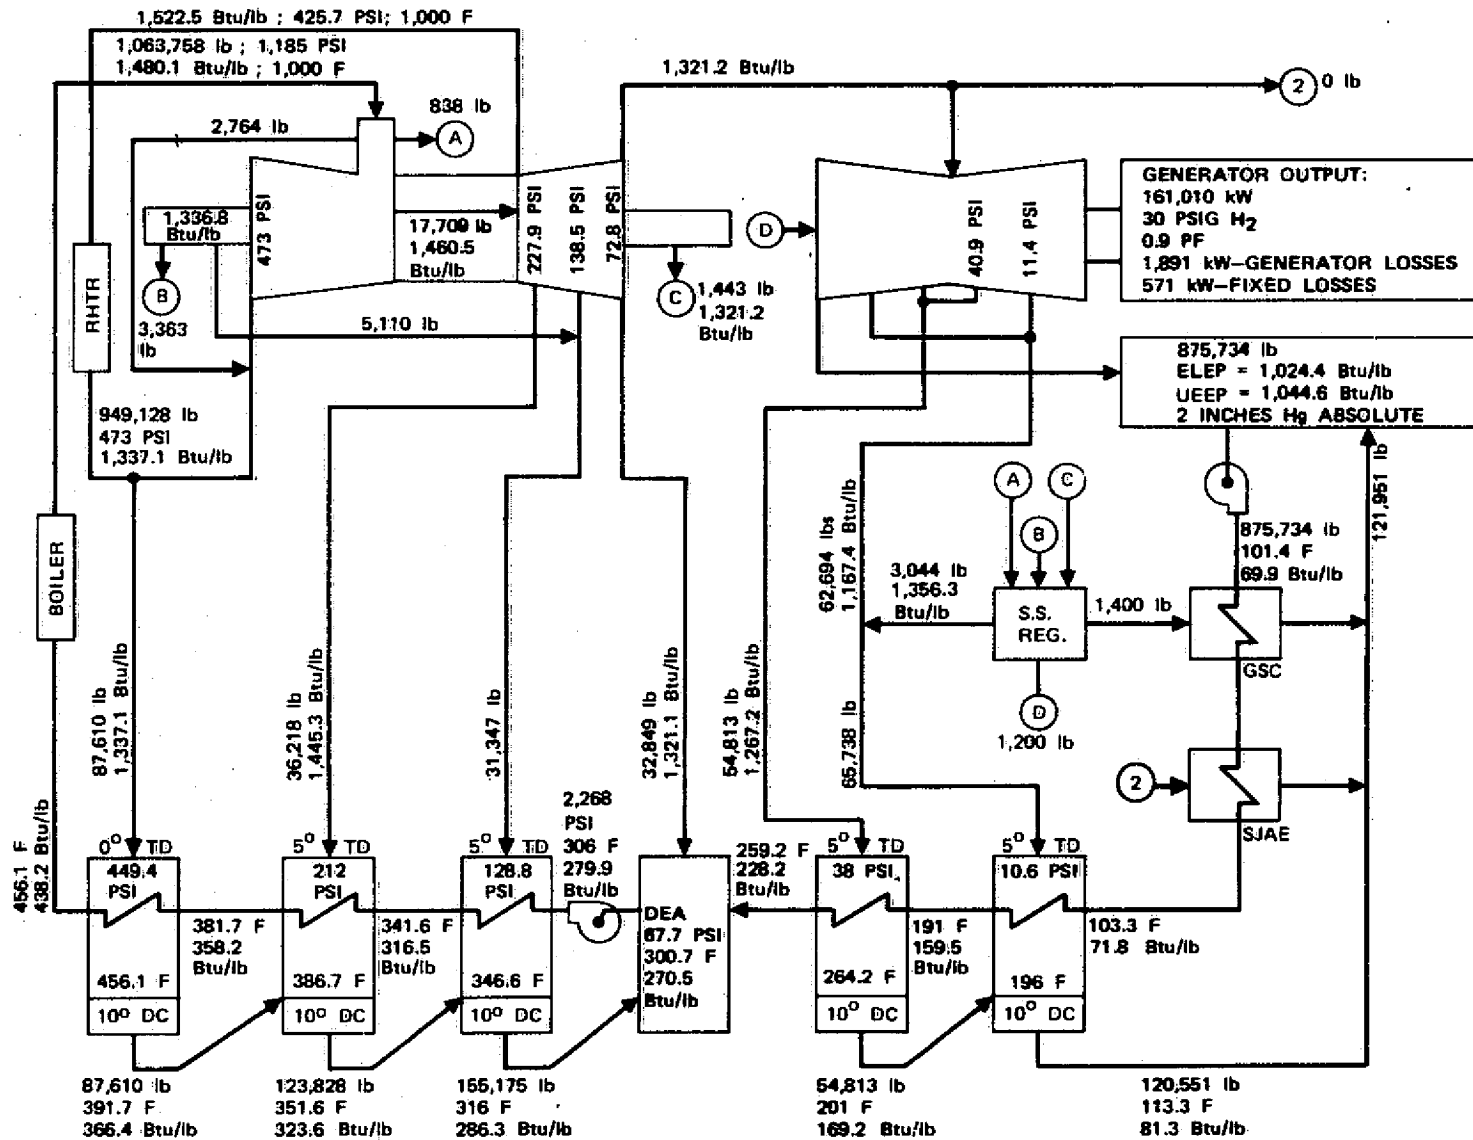 1,522.5 Btu/lb ; 425.7 PSI; 1,000 F
1,063,758 lb ; 1,185 PSI
1,480.1 Btu/lb ; 1,000 F
1,321.2 Btu/lb
2
0 lb
838 lb
A
2,764 lb
GENERATOR OUTPUT:
161,010 kW
30 PSIG H2
0.9 PF
1,891 kW-GENERATOR LOSSES
571 kW-FIXED LOSSES
1,336.8
Btu/lb
473 PSI
17,709 lb
1,460.5
Btu/lb
227.9 PSI
138.5 PSI
72.8 PSI
D
40.9 PSI
11.4 PSI
B
3,363
lb
C
1,443 lb
1,321.2
Btu/lb
RHTR
5,110 lb
875,734 lb
ELEP = 1,024.4 Btu/lb
UEEP = 1,044.6 Btu/lb
2 INCHES Hg ABSOLUTE
949,128 lb
473 PSI
1,337.1 Btu/lb
A
C
B
62,694 lbs
1,167.4 Btu/lb
121,951 lb
875,734 lb
101.4 F
69.9 Btu/lb
BOILER
3,044 lb
1,356.3
Btu/lb
S.S.
REG.
1,400 lb
GSC
D
1,200 lb
87,610 lb
1,337.1 Btu/lb
36,218 lb
1,445.3 Btu/lb
31,347 lb
32,849 lb
1,321.1 Btu/lb
54,813 lb
1,267.2 Btu/lb
65,738 lb
2
SJAE
456.1 F
438.2 Btu/lb
0° TD
449.4
PSI
5° TD
212
PSI
5° TD
128.8
PSI
2,268
PSI
306 F
279.9
Btu/lb
259.2 F
228.2
Btu/lb
5° TD
38 PSI
5° TD
10.6 PSI
381.7 F
358.2
Btu/lb
341.6 F
316.5
Btu/lb
DEA
67.7 PSI
300.7 F
270.5
Btu/lb
191 F
159.5
Btu/lb
103.3 F
71.8 Btu/lb
456.1 F
386.7 F
346.6 F
264.2 F
196 F
10° DC
10° DC
10° DC
10° DC
10° DC
87,610 lb
391.7 F
366.4 Btu/lb
123,828 lb
351.6 F
323.6 Btu/lb
155,175 lb
316 F
286.3 Btu/lb
54,813 lb
201 F
169.2 Btu/lb
120,551 lb
113.3 F
81.3 Btu/lb